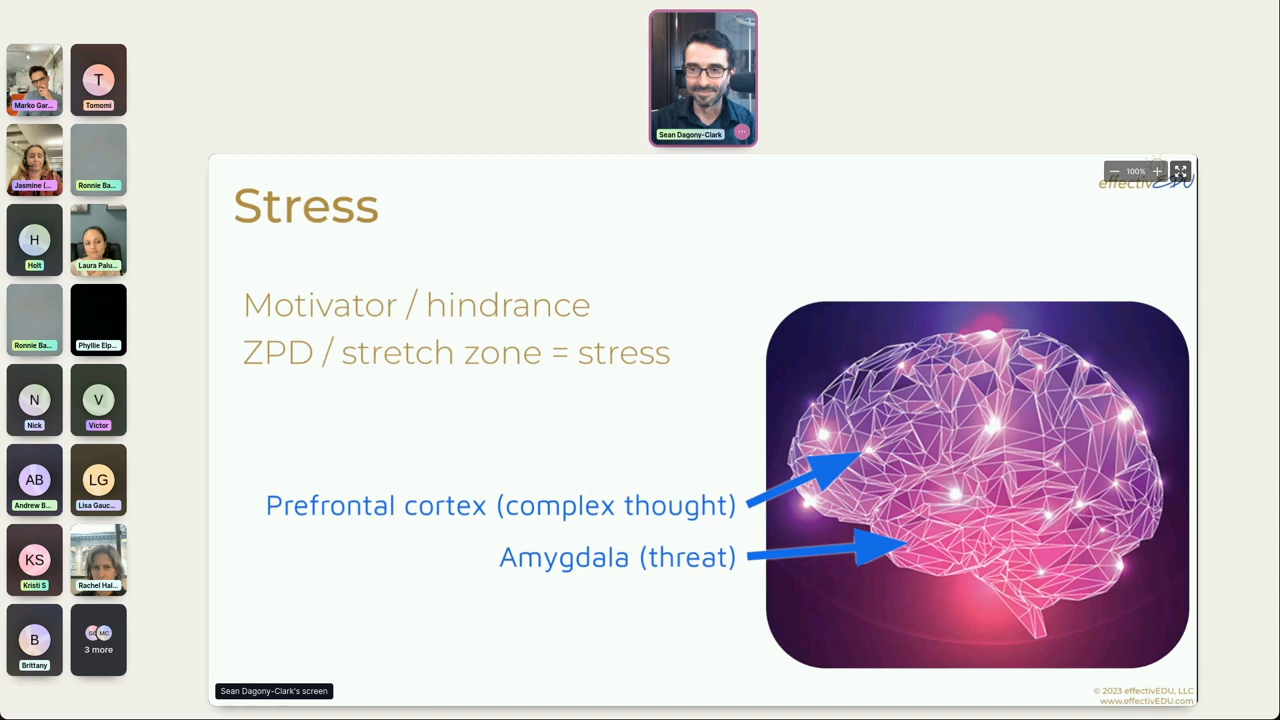 Sean Dagony-Clark
Marko Gar...
T
Tomomi
Jasmine (...
Ronnie Ba...
H
Holt
Laura Palu...
Ronnie Ba...
Phyllie Elp...
N
Nick
V
Victor
AB
Andrew B...
LG
Lisa Gauc...
KS
Kristi S
Rachel Hal...
B
Brittany
MC
3 more
100%
effectivEDU
Stress
Motivator / hindrance
ZPD / stretch zone = stress
Prefrontal cortex (complex thought)
Amygdala (threat)
Sean Dagony-Clark's screen
© 2023 effectivEDU, LLC
www.effectivEDU.com